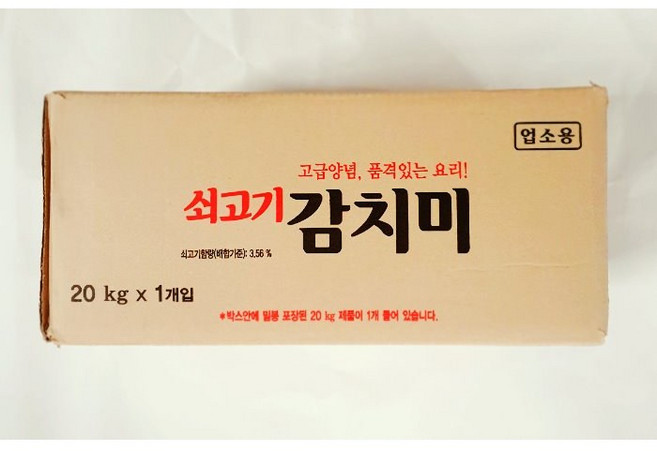 업소용
고급양념, 품격있는 요리!
쇠고기 감치미
쇠고기함량(배합기준): 3.56 %
20 kg x 1개입
*박스안에 밀봉 포장된 20 kg 제품이 1개 들어 있습니다.